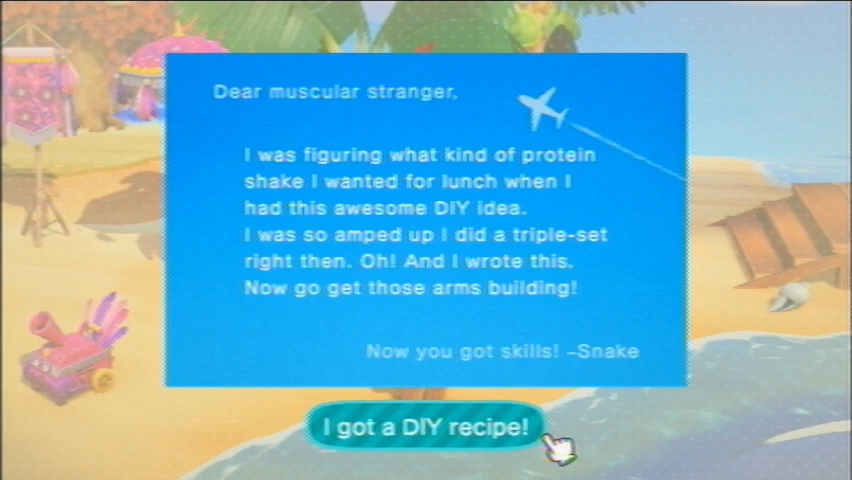 Dear muscular stranger,
I was figuring what kind of protein
shake I wanted for lunch when I
had this awesome DIY idea.
I was so amped up I did a triple-set
right then. Oh! And I wrote this.
Now go get those arms building!
Now you got skills! -Snake
I got a DIY recipe!